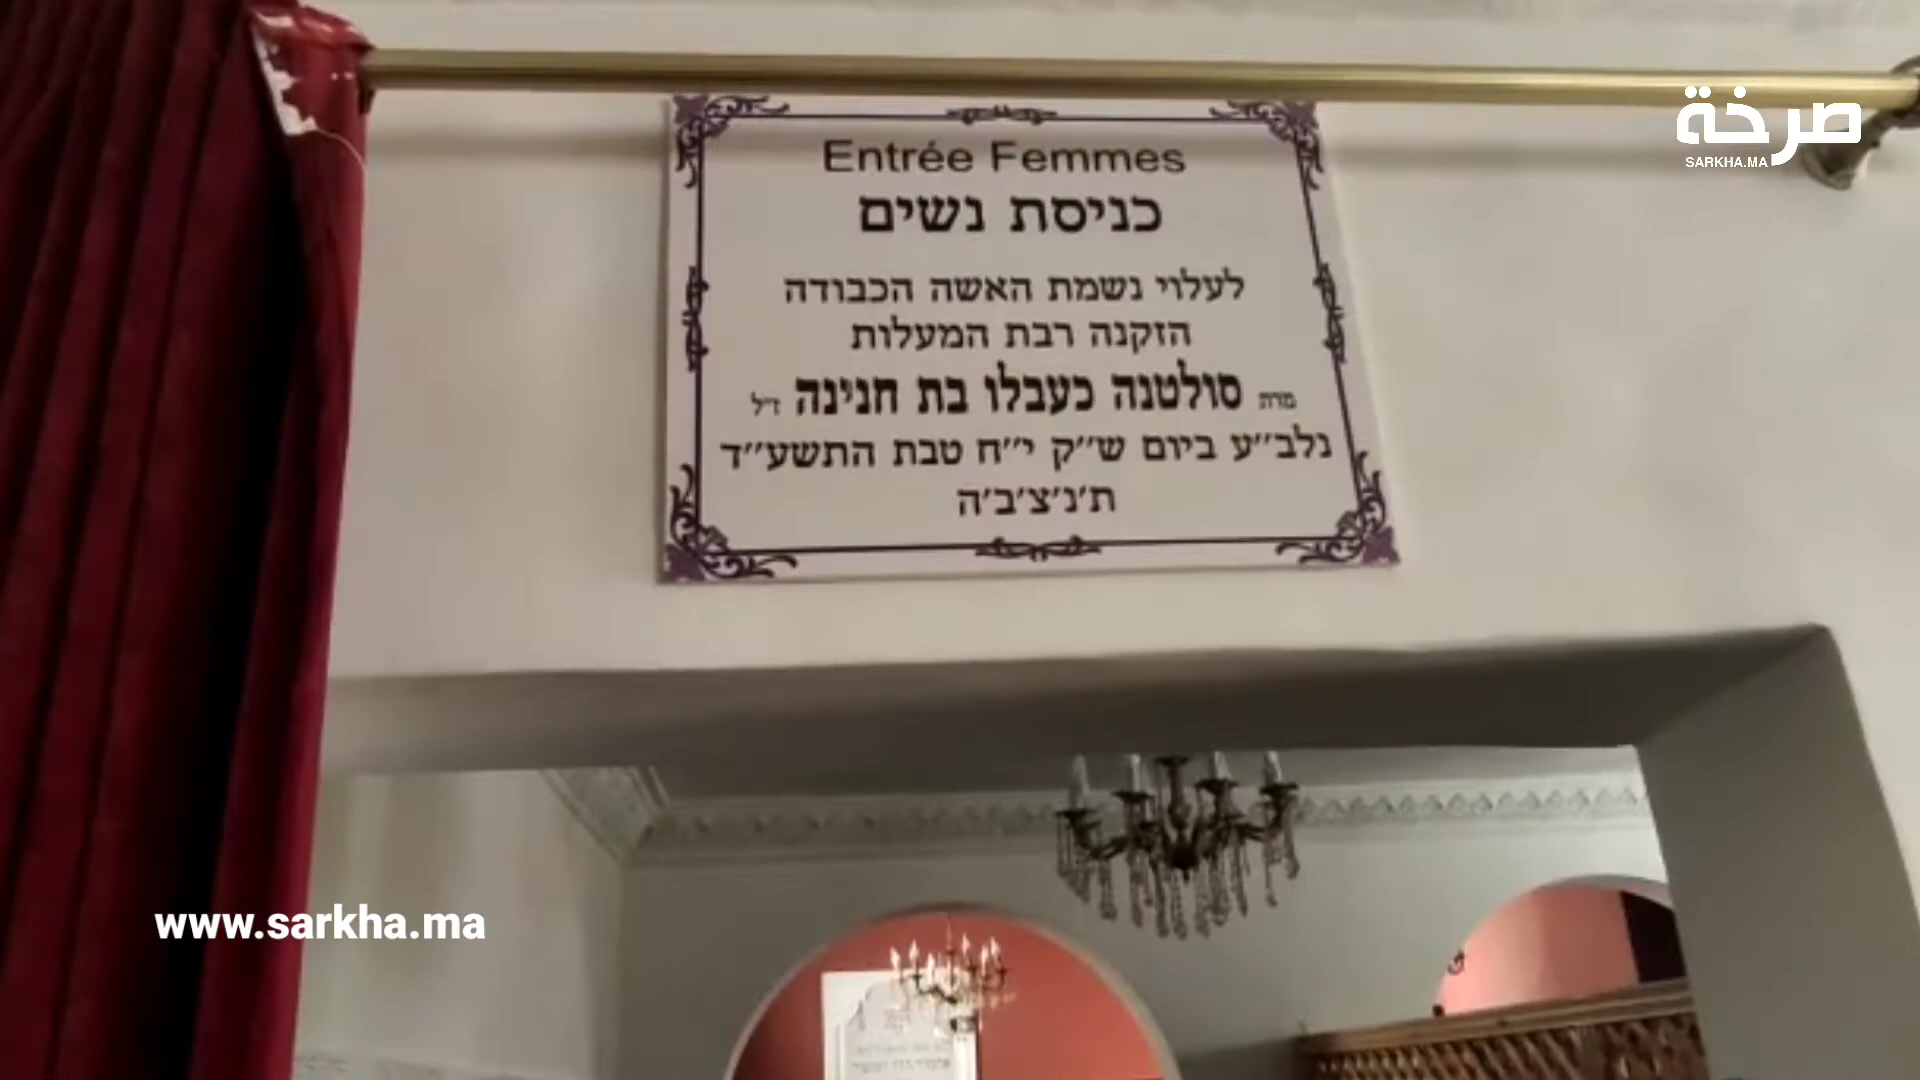 صرخة
SARKHA.MA
Entrée Femmes
כניסת נשים
לעלוי נשמת האשה הכבודה
הזקנה רבת המעלות
מרת סולטנה כעבלו בת חנינה ז״ל
נלב״ע ביום ש״ק י״ח טבת התשע״ד
ת׳נ׳צ׳ב׳ה
www.sarkha.ma